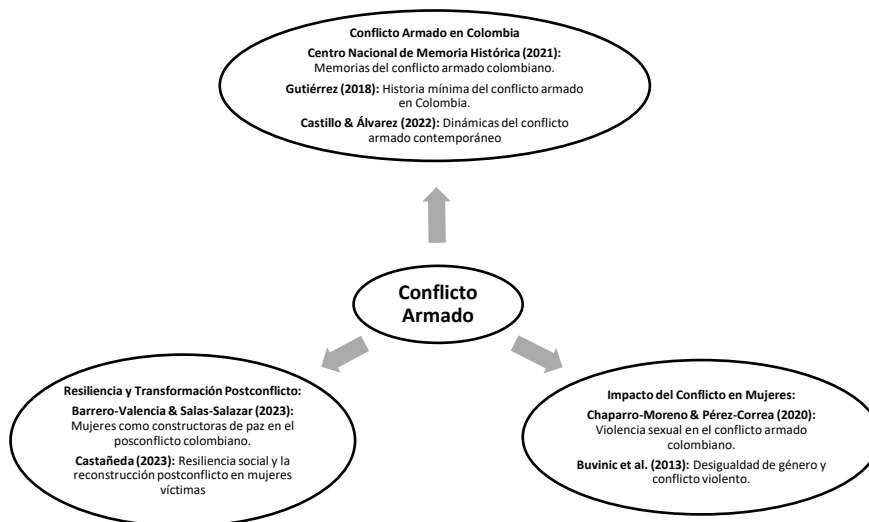 Conflicto Armado en Colombia
Centro Nacional de Memoria Histórica (2021):
Memorias del conflicto armado colombiano.
Gutiérrez (2018): Historia mínima del conflicto armado
en Colombia.
Castillo & Álvarez (2022): Dinámicas del conflicto
armado contemporáneo
Conflicto
Armado
Resiliencia y Transformación Postconflicto:
Barrero-Valencia & Salas-Salazar (2023):
Mujeres como constructoras de paz en el
posconflicto colombiano.
Castañeda (2023): Resiliencia social y la
reconstrucción postconflicto en mujeres
víctimas
Impacto del Conflicto en Mujeres:
Chaparro-Moreno & Pérez-Correa (2020):
Violencia sexual en el conflicto armado
colombiano.
Buvinic et al. (2013): Desigualdad de género y
conflicto violento.